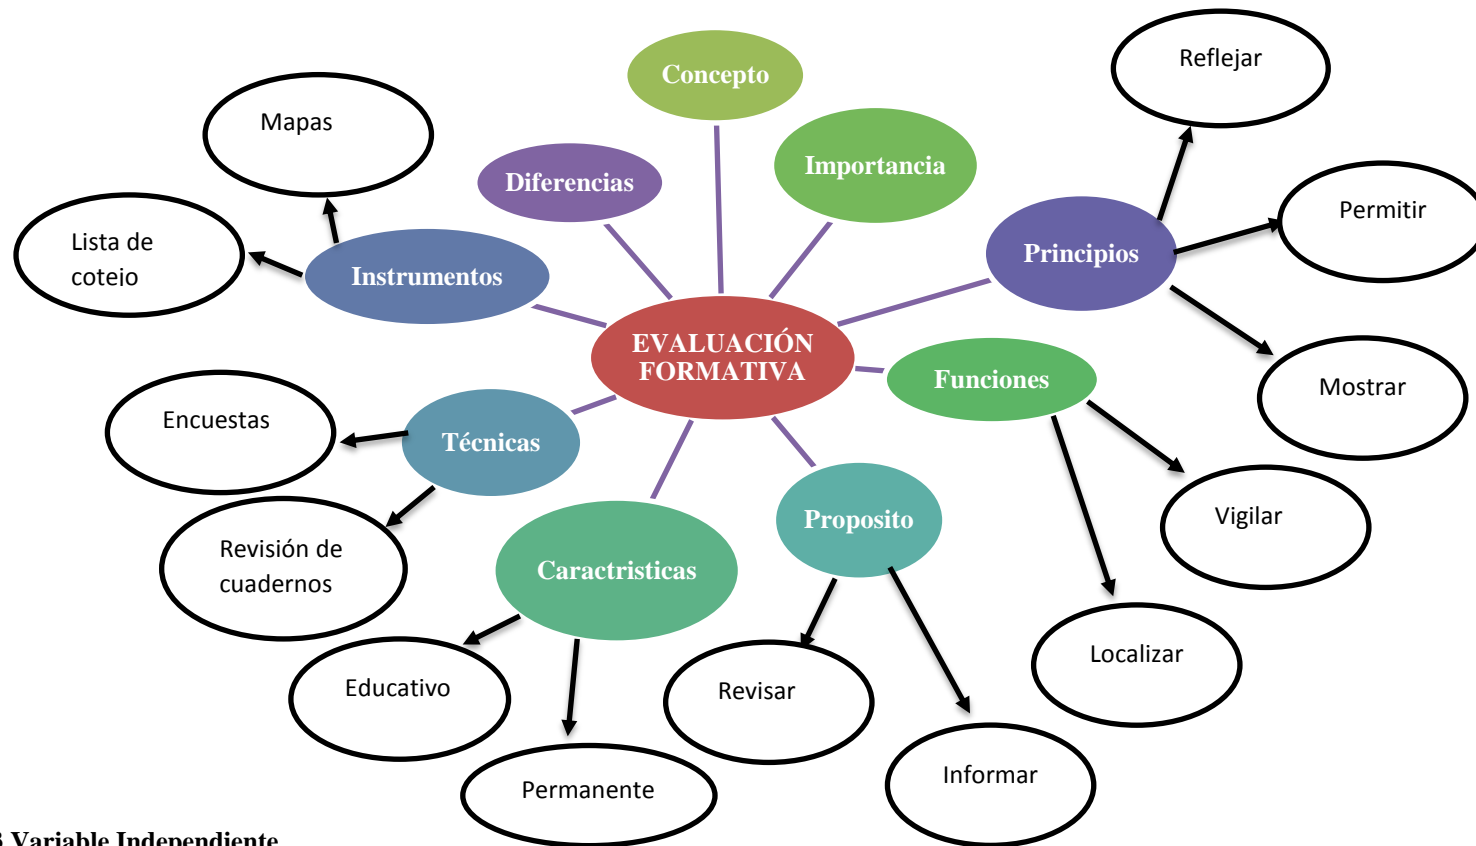 Concepto
Reflejar
Mapas
Importancia
Diferencias
Permitir
Lista de
cotejo
Instrumentos
Principios
EVALUACIÓN
FORMATIVA
Funciones
Mostrar
Encuestas
Técnicas
Vigilar
Proposito
Revisión de
cuadernos
Caractristicas
Localizar
Educativo
Revisar
Informar
Permanente
Variable Independiente